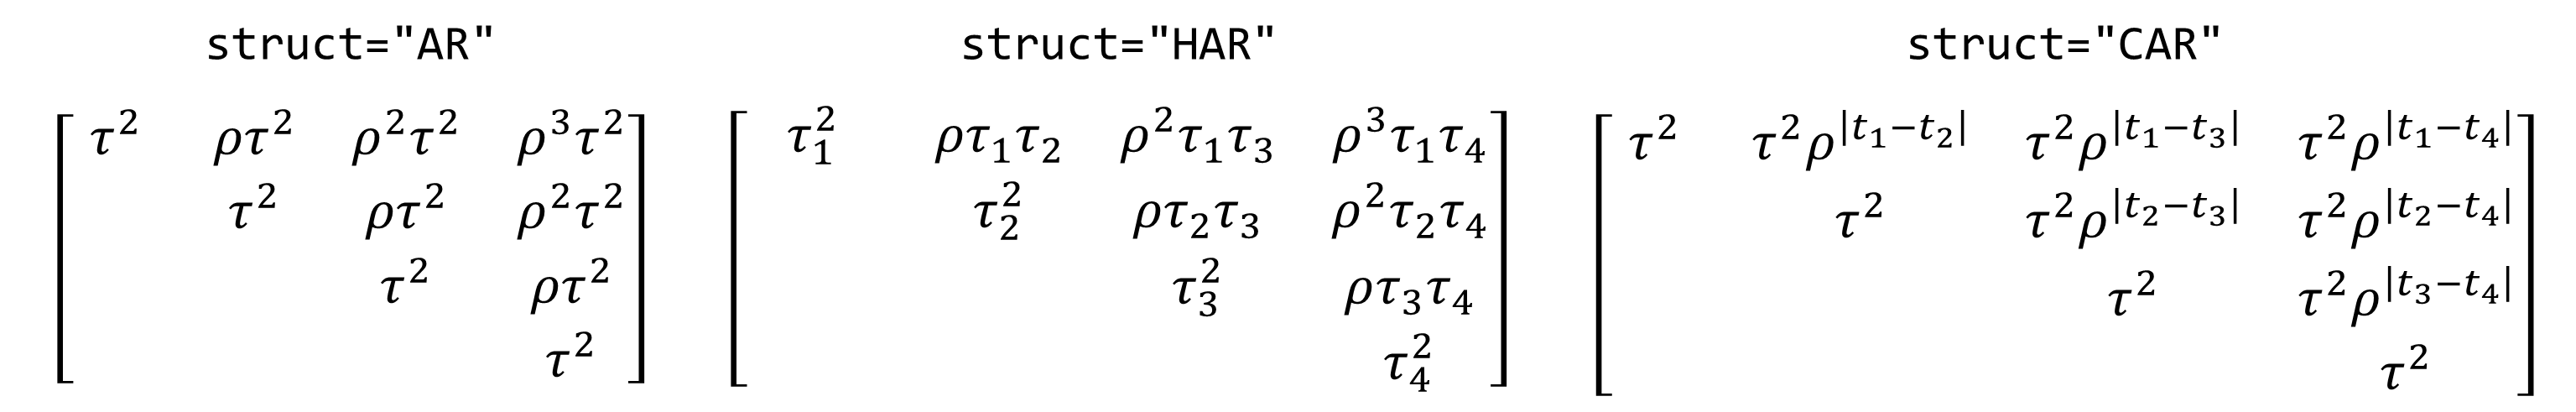 struct="AR" struct="HAR" struct="CAR"
τ² ρτ² ρ²τ² ρ³τ² τ₁² ρτ₁τ₂ ρ²τ₁τ₃ ρ³τ₁τ₄ τ² τ²ρ^|t₁−t₂| τ²ρ^|t₁−t₃| τ²ρ^|t₁−t₄|
τ² ρτ² ρ²τ² τ₂² ρτ₂τ₃ ρ²τ₂τ₄ τ² τ²ρ^|t₂−t₃| τ²ρ^|t₂−t₄|
τ² ρτ² τ₃² ρτ₃τ₄ τ² τ²ρ^|t₃−t₄|
τ² τ₄² τ²